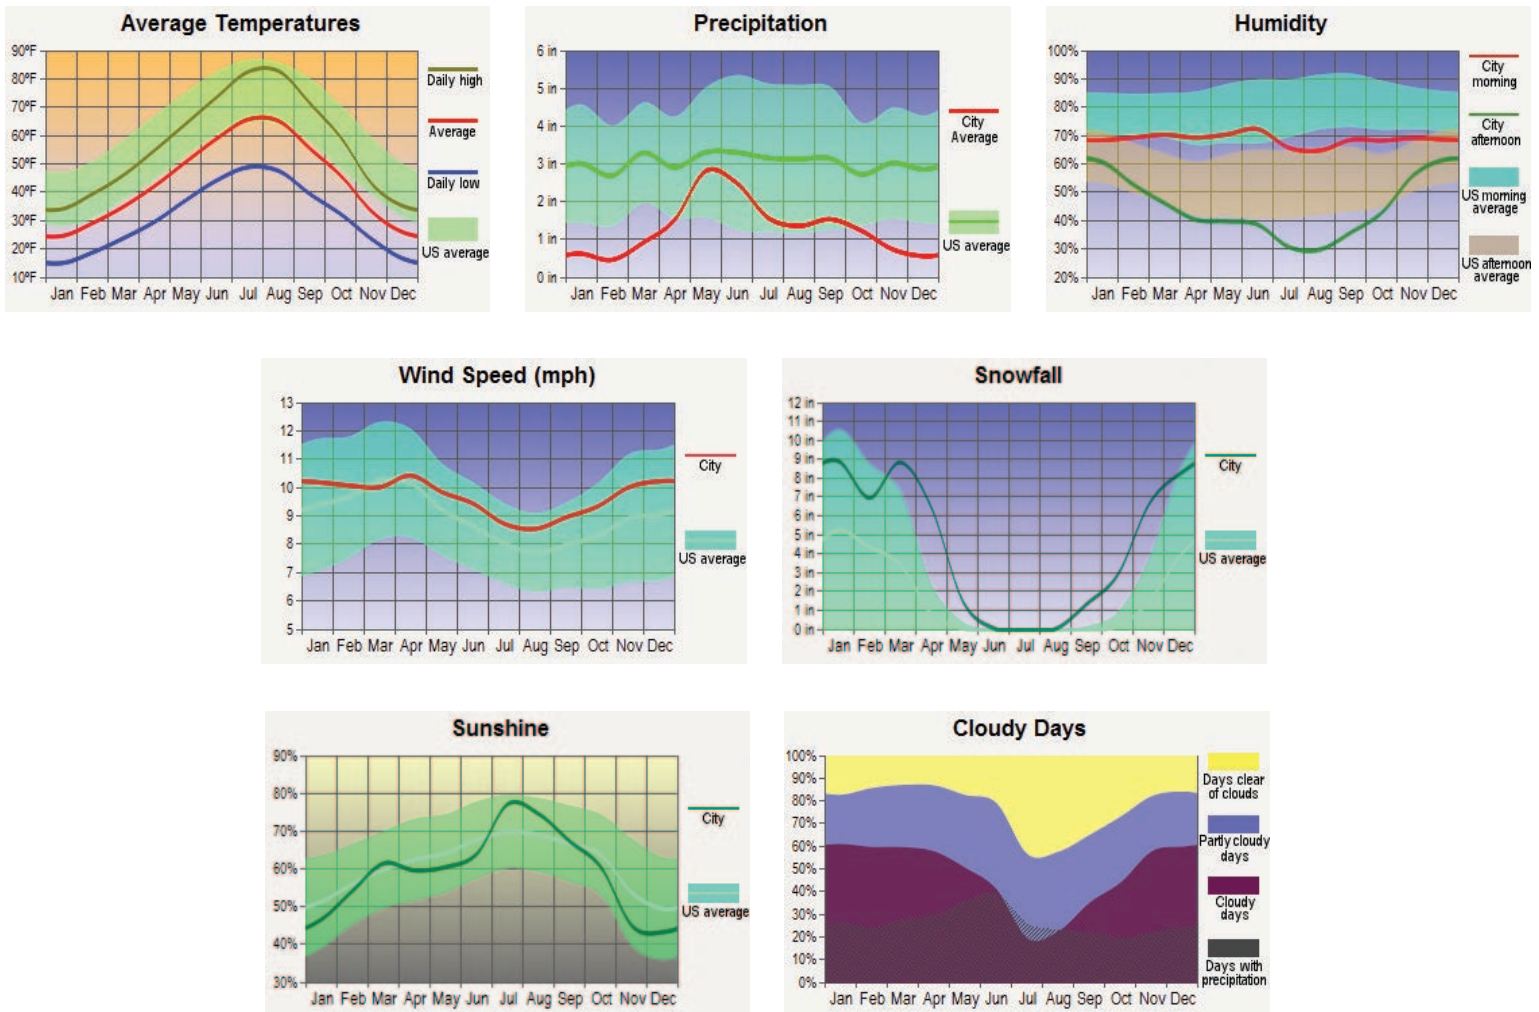 Average Temperatures
90ºF
80ºF
70ºF
60ºF
50ºF
40ºF
30ºF
20ºF
10ºF
Jan Feb Mar Apr May Jun Jul Aug Sep Oct Nov Dec
Daily high
Average
Daily low
US average
Precipitation
6 in
5 in
4 in
3 in
2 in
1 in
0 in
Jan Feb Mar Apr May Jun Jul Aug Sep Oct Nov Dec
City
Average
US average
Humidity
100%
90%
80%
70%
60%
50%
40%
30%
20%
Jan Feb Mar Apr May Jun Jul Aug Sep Oct Nov Dec
City
morning
City
afternoon
US morning
average
US afternoon
average
Wind Speed (mph)
13
12
11
10
9
8
7
6
5
Jan Feb Mar Apr May Jun Jul Aug Sep Oct Nov Dec
City
US average
Snowfall
12 in
11 in
10 in
9 in
8 in
7 in
6 in
5 in
4 in
3 in
2 in
1 in
0 in
Jan Feb Mar Apr May Jun Jul Aug Sep Oct Nov Dec
City
US average
Sunshine
90%
80%
70%
60%
50%
40%
30%
Jan Feb Mar Apr May Jun Jul Aug Sep Oct Nov Dec
City
US average
Cloudy Days
100%
90%
80%
70%
60%
50%
40%
30%
20%
10%
0%
Jan Feb Mar Apr May Jun Jul Aug Sep Oct Nov Dec
Days clear
of clouds
Partly cloudy
days
Cloudy
days
Days with
precipitation